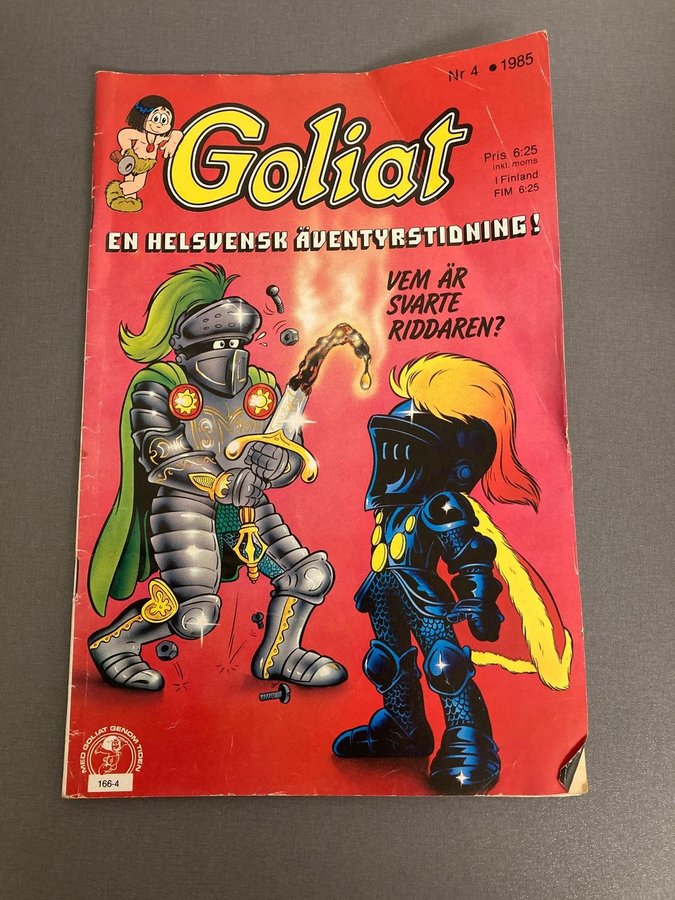 Nr 4 • 1985
Goliat
Pris 6:25
inkl. moms
I Finland
FIM 6:25
EN HELSVENSK ÄVENTYRSTIDNING!
VEM ÄR
SVARTE
RIDDAREN?
MED GOLIAT GENOM TIDEN
166-4